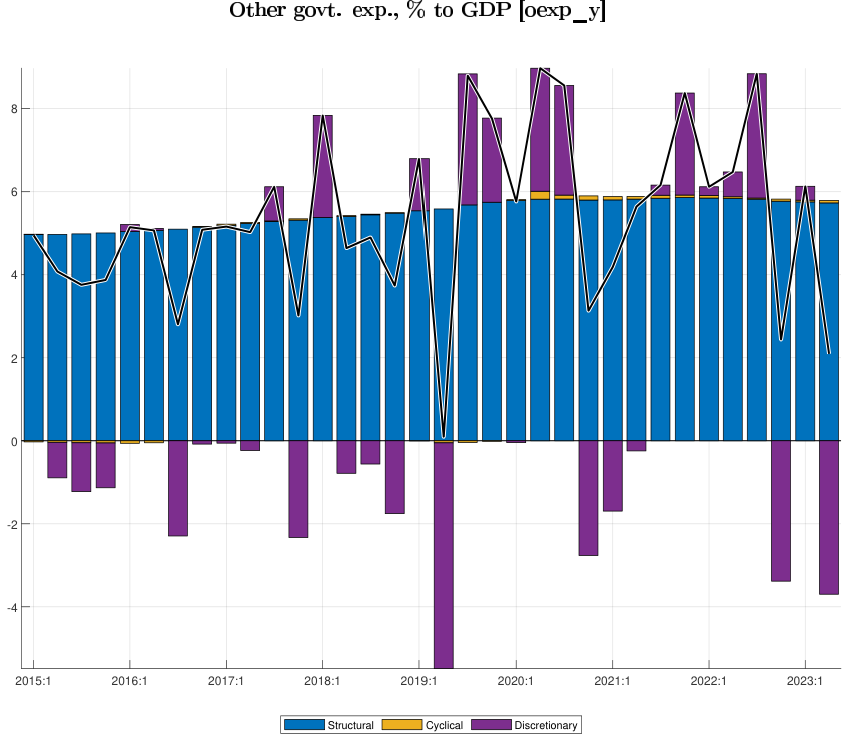 Other govt. exp., % to GDP [oexp_y]
8
6
4
2
0
-2
-4
2015:1 2016:1 2017:1 2018:1 2019:1 2020:1 2021:1 2022:1 2023:1
Structural Cyclical Discretionary